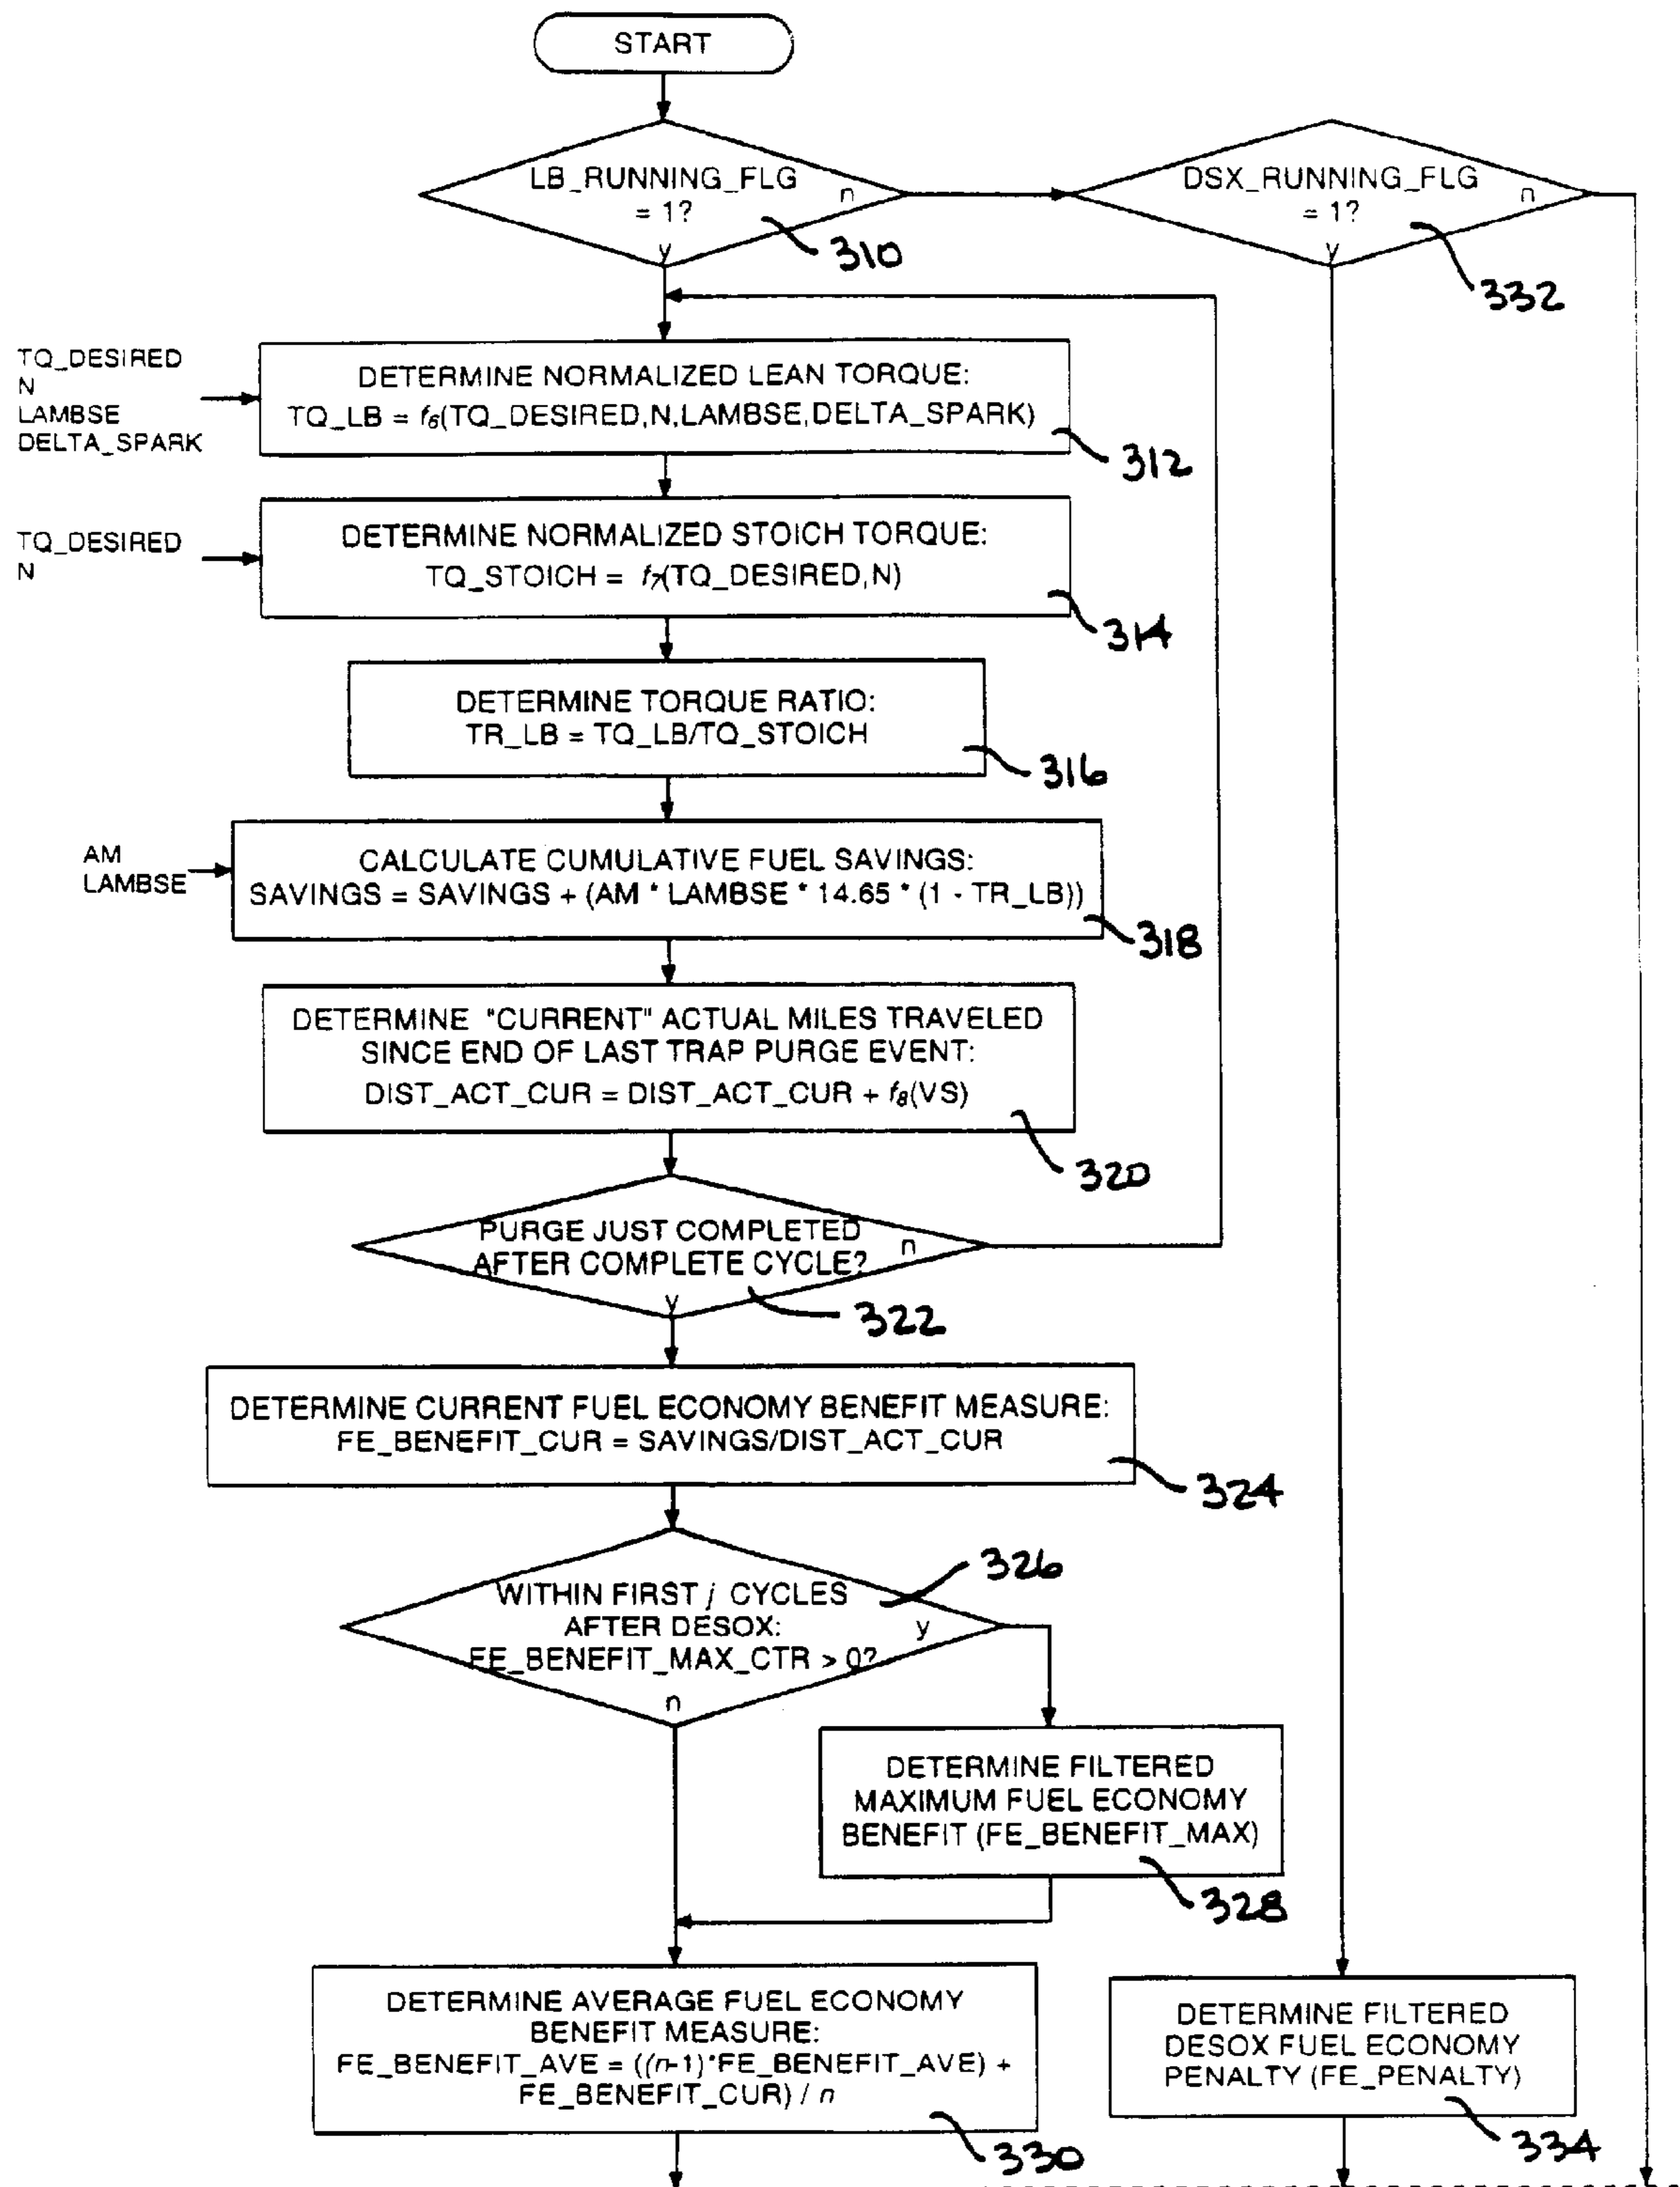 START
LB_RUNNING_FLG
= 1?
n
y
310
DSX_RUNNING_FLG
= 1?
n
y
332
TQ_DESIRED
N
LAMBSE
DELTA_SPARK
DETERMINE NORMALIZED LEAN TORQUE:
TQ_LB = f6(TQ_DESIRED,N,LAMBSE,DELTA_SPARK)
312
TQ_DESIRED
N
DETERMINE NORMALIZED STOICH TORQUE:
TQ_STOICH = f7(TQ_DESIRED,N)
314
DETERMINE TORQUE RATIO:
TR_LB = TQ_LB/TQ_STOICH
316
AM
LAMBSE
CALCULATE CUMULATIVE FUEL SAVINGS:
SAVINGS = SAVINGS + (AM * LAMBSE * 14.65 * (1 - TR_LB))
318
DETERMINE "CURRENT" ACTUAL MILES TRAVELED
SINCE END OF LAST TRAP PURGE EVENT:
DIST_ACT_CUR = DIST_ACT_CUR + f8(VS)
320
PURGE JUST COMPLETED
AFTER COMPLETE CYCLE?
n
y
322
DETERMINE CURRENT FUEL ECONOMY BENEFIT MEASURE:
FE_BENEFIT_CUR = SAVINGS/DIST_ACT_CUR
324
WITHIN FIRST j CYCLES
AFTER DESOX:
FE_BENEFIT_MAX_CTR > 0?
y
n
326
DETERMINE FILTERED
MAXIMUM FUEL ECONOMY
BENEFIT (FE_BENEFIT_MAX)
328
DETERMINE AVERAGE FUEL ECONOMY
BENEFIT MEASURE:
FE_BENEFIT_AVE = ((n-1)*FE_BENEFIT_AVE) +
FE_BENEFIT_CUR) / n
330
DETERMINE FILTERED
DESOX FUEL ECONOMY
PENALTY (FE_PENALTY)
334